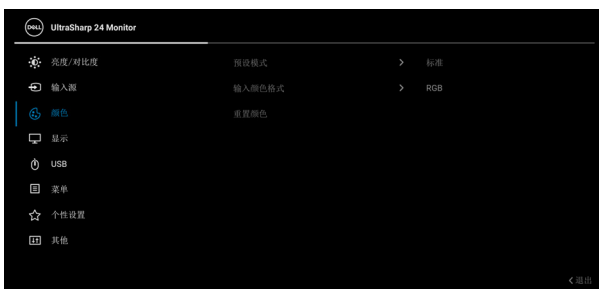 DELL UltraSharp 24 Monitor
亮度/对比度 预设模式 > 标准
输入源 输入颜色格式 > RGB
颜色 重置颜色
显示
USB
菜单
个性设置
其他
<退出